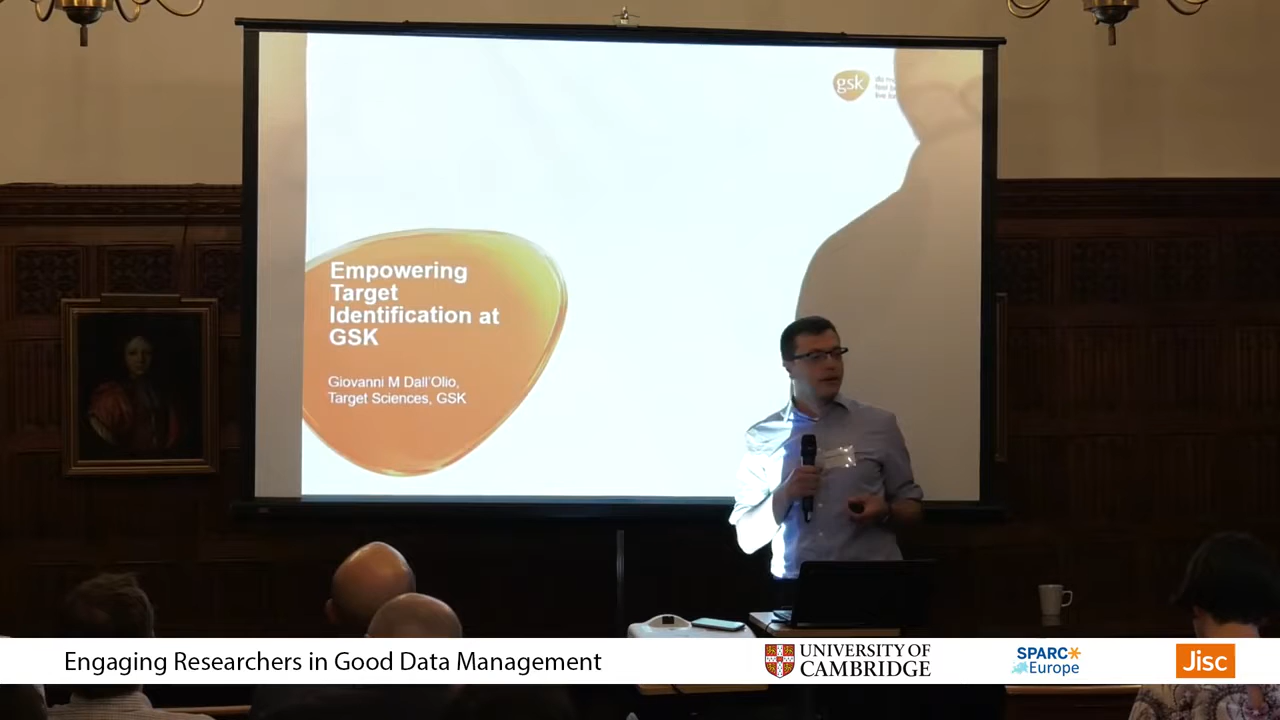 gsk
Empowering
Target
Identification at
GSK
Giovanni M Dall'Olio,
Target Sciences, GSK
Engaging Researchers in Good Data Management
UNIVERSITY OF
CAMBRIDGE
SPARC
Europe
Jisc